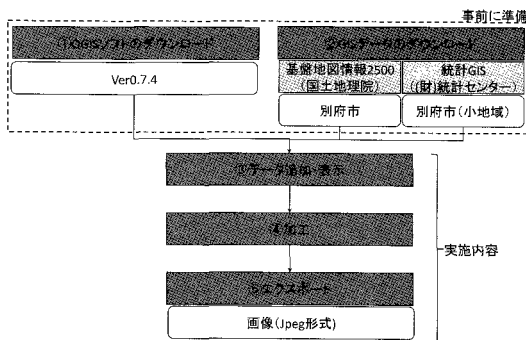 事前に準備
①GISソフトのダウンロード
Ver0.7.4
②GISデータのダウンロード
基盤地図情報2500
(国土地理院)
別府市
統計GIS
((財)統計センター)
別府市(小地域)
③データ追加・表示
④加工
⑤エクスポート
画像(Jpeg形式)
実施内容